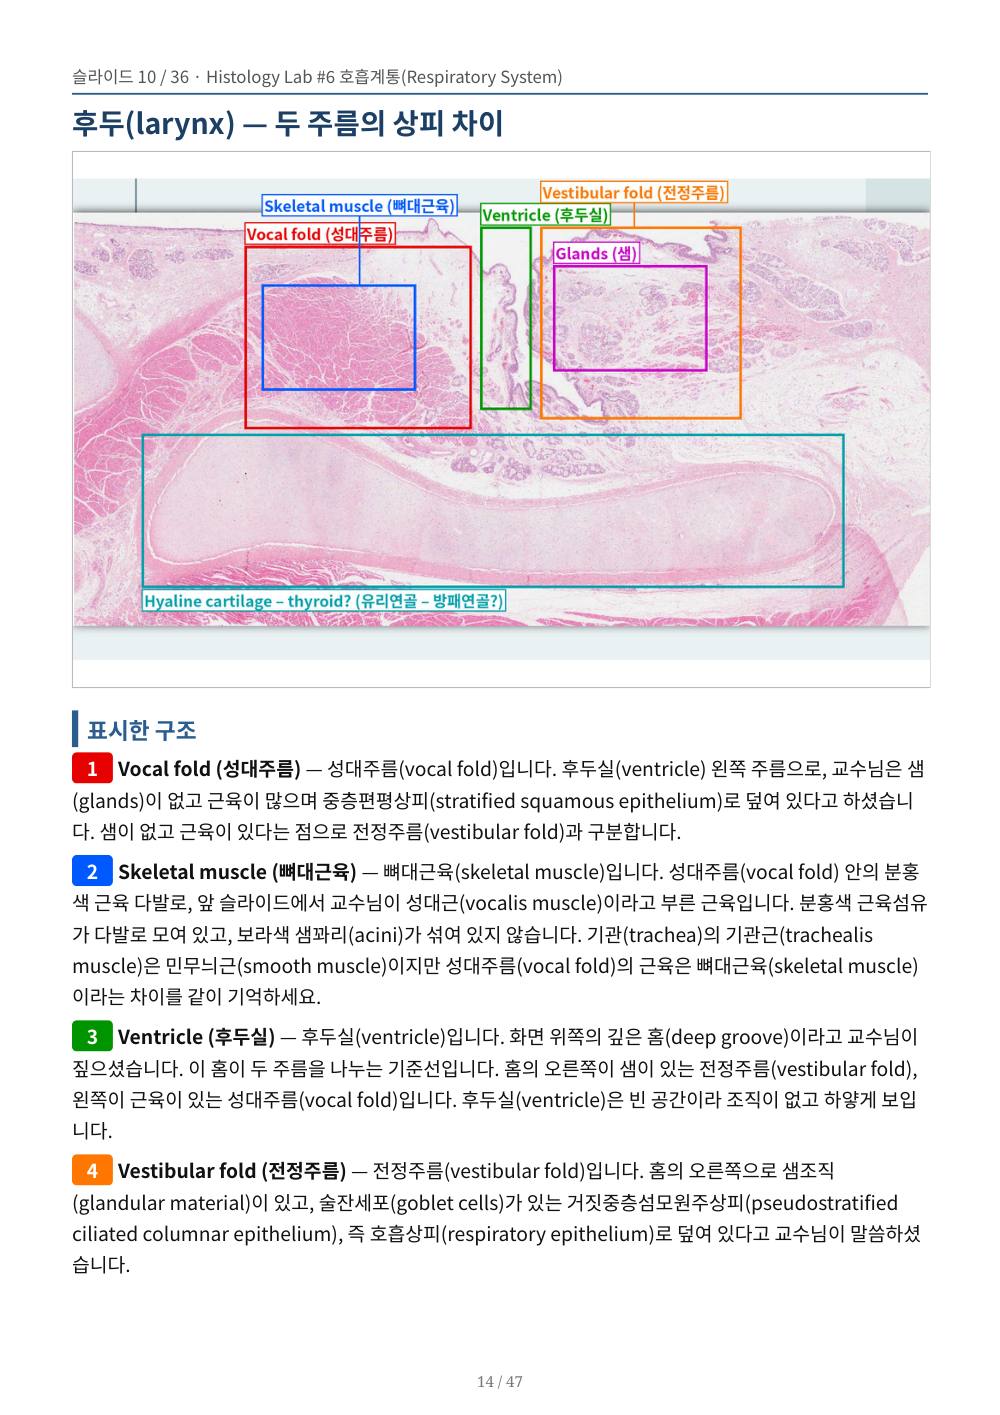 슬라이드 10 / 36 · Histology Lab #6 호흡계통(Respiratory System)
후두(larynx) — 두 주름의 상피 차이
Vestibular fold (전정주름)
Skeletal muscle (뼈대근육)
Ventricle (후두실)
Vocal fold (성대주름)
Glands (샘)
Hyaline cartilage – thyroid? (유리연골 – 방패연골?)
표시한 구조
1 Vocal fold (성대주름) — 성대주름(vocal fold)입니다. 후두실(ventricle) 왼쪽 주름으로, 교수님은 샘
(glands)이 없고 근육이 많으며 중층편평상피(stratified squamous epithelium)로 덮여 있다고 하셨습니
다. 샘이 없고 근육이 있다는 점으로 전정주름(vestibular fold)과 구분합니다.
2 Skeletal muscle (뼈대근육) — 뼈대근육(skeletal muscle)입니다. 성대주름(vocal fold) 안의 분홍
색 근육 다발로, 앞 슬라이드에서 교수님이 성대근(vocalis muscle)이라고 부른 근육입니다. 분홍색 근육섬유
가 다발로 모여 있고, 보라색 샘꽈리(acini)가 섞여 있지 않습니다. 기관(trachea)의 기관근(trachealis
muscle)은 민무늬근(smooth muscle)이지만 성대주름(vocal fold)의 근육은 뼈대근육(skeletal muscle)
이라는 차이를 같이 기억하세요.
3 Ventricle (후두실) — 후두실(ventricle)입니다. 화면 위쪽의 깊은 홈(deep groove)이라고 교수님이
짚으셨습니다. 이 홈이 두 주름을 나누는 기준선입니다. 홈의 오른쪽이 샘이 있는 전정주름(vestibular fold),
왼쪽이 근육이 있는 성대주름(vocal fold)입니다. 후두실(ventricle)은 빈 공간이라 조직이 없고 하얗게 보입
니다.
4 Vestibular fold (전정주름) — 전정주름(vestibular fold)입니다. 홈의 오른쪽으로 샘조직
(glandular material)이 있고, 술잔세포(goblet cells)가 있는 거짓중층섬모원주상피(pseudostratified
ciliated columnar epithelium), 즉 호흡상피(respiratory epithelium)로 덮여 있다고 교수님이 말씀하셨
습니다.
14 / 47